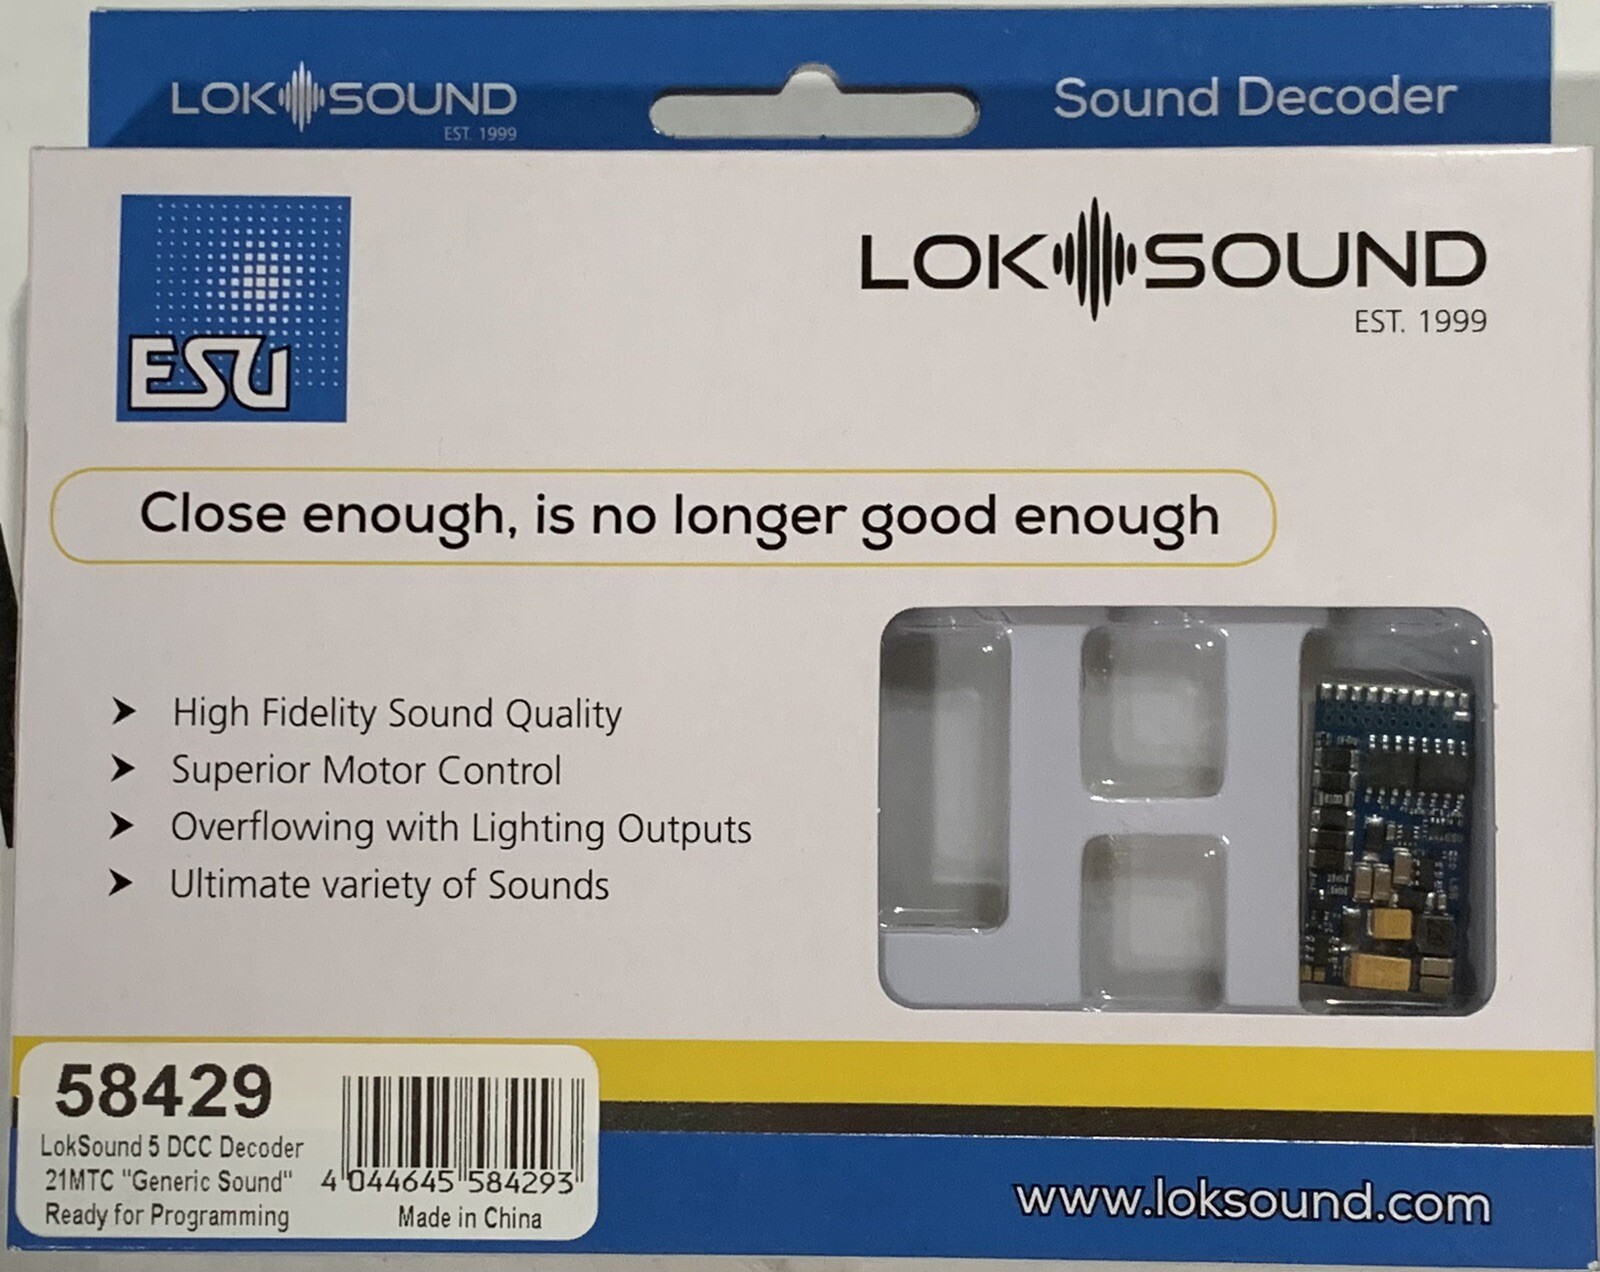 LOKSOUND
EST. 1999
Sound Decoder
ESU
LOKSOUND
EST. 1999
Close enough, is no longer good enough
➤ High Fidelity Sound Quality
➤ Superior Motor Control
➤ Overflowing with Lighting Outputs
➤ Ultimate variety of Sounds
58429
LokSound 5 DCC Decoder
21MTC "Generic Sound"
Ready for Programming
4 044645 584293
Made in China
www.loksound.com